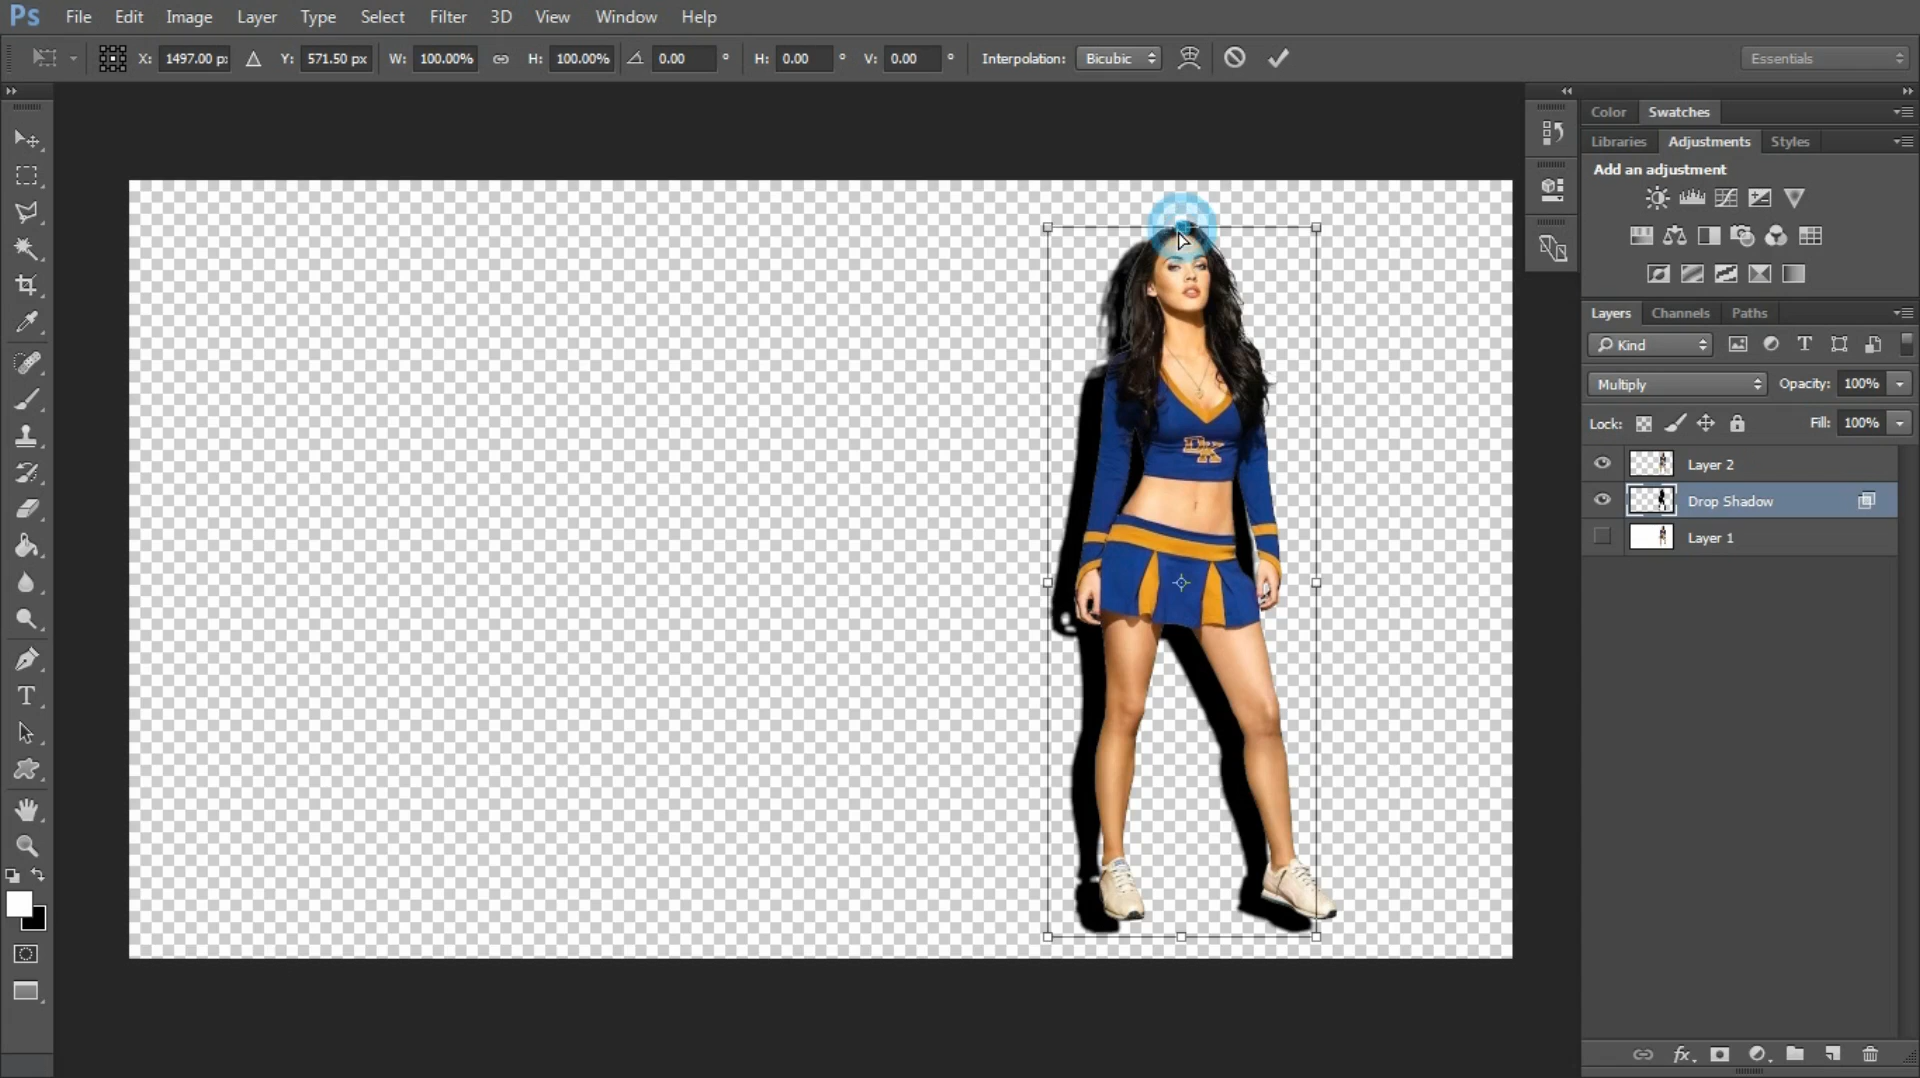 Ps File Edit Image Layer Type Select Filter 3D View Window Help
X: 1497.00 p Y: 571.50 px W: 100.00% H: 100.00% 0.00 ° H: 0.00 ° V: 0.00 ° Interpolation: Bicubic Essentials
Color Swatches
Libraries Adjustments Styles
Add an adjustment
Layers Channels Paths
Kind
Multiply Opacity: 100%
Lock: Fill: 100%
Layer 2
Drop Shadow
Layer 1
fx